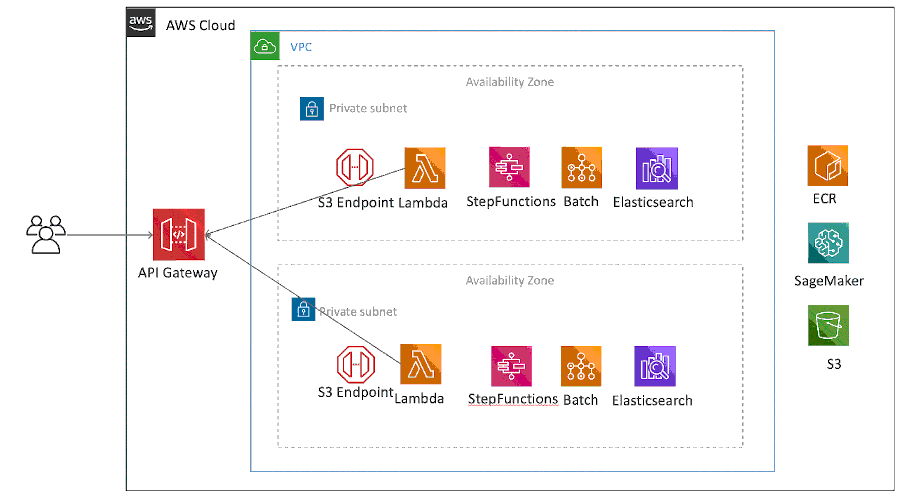 aws
AWS Cloud
VPC
Availability Zone
Private subnet
S3 Endpoint
Lambda
StepFunctions
Batch
Elasticsearch
API Gateway
Availability Zone
Private subnet
S3 Endpoint
Lambda
StepFunctions
Batch
Elasticsearch
ECR
SageMaker
S3